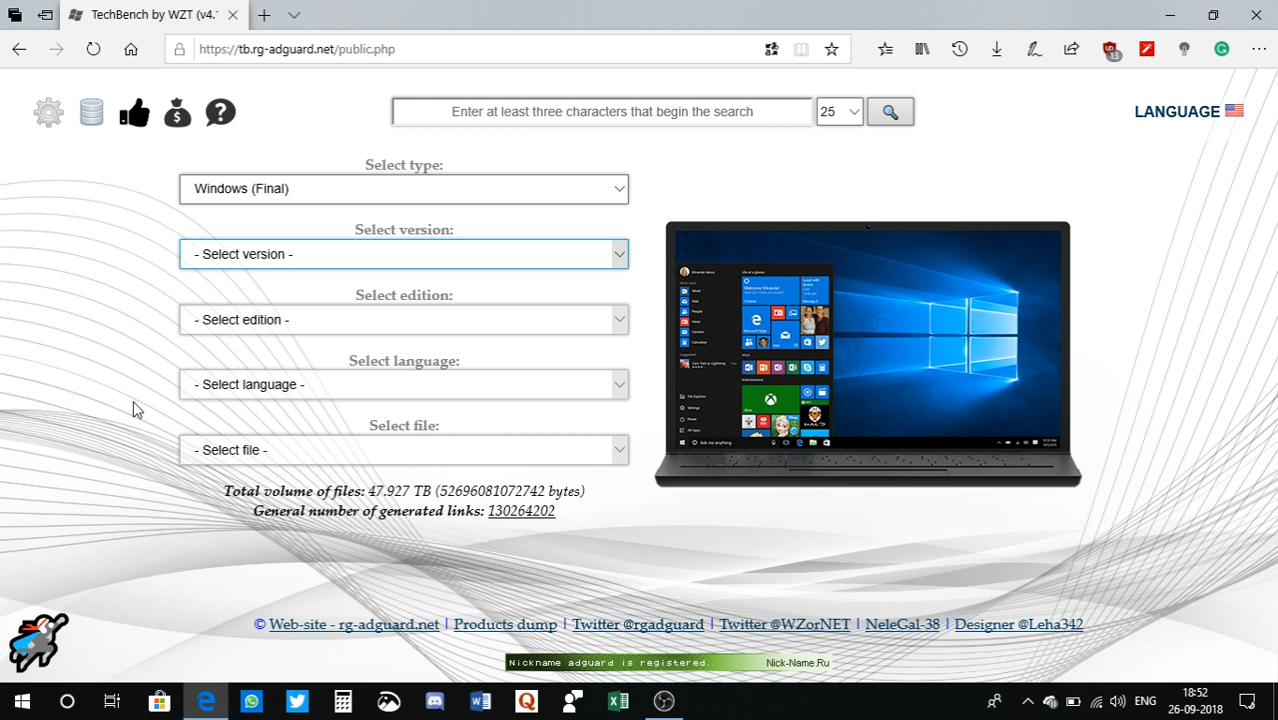 TechBench by WZT (v4.1
https://tb.rg-adguard.net/public.php
13
Enter at least three characters that begin the search
25
LANGUAGE
Select type:
Windows (Final)
Select version:
- Select version -
Select edition:
- Select edition -
Select language:
- Select language -
Select file:
- Select file -
Total volume of files: 47.927 TB (52696081072742 bytes)
General number of generated links: 130264202
© Web-site - rg-adguard.net | Products dump | Twitter @rgadguard | Twitter @WZorNET | NeleGal-38 | Designer @Leha342
Nickname adguard is registered. Nick-Name.Ru
ENG
18:52
26-09-2018